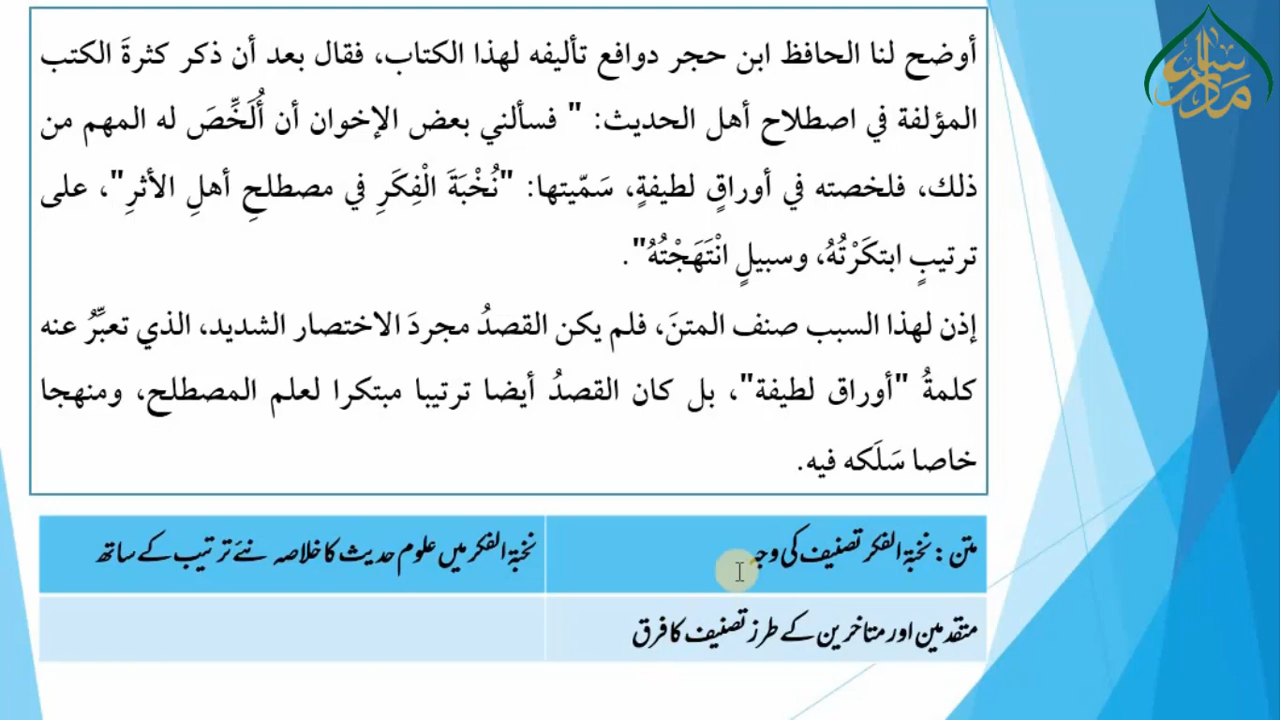 أوضح لنا الحافظ ابن حجر دوافع تأليفه لهذا الكتاب، فقال بعد أن ذكر كثرةَ الكتب
المؤلفة في اصطلاح أهل الحديث: " فسألني بعض الإخوان أن أُلَخِّصَ له المهم من
ذلك، فلخصته في أوراقٍ لطيفةٍ، سَمّيتها: "نُخْبَةَ الْفِكَرِ في مصطلحِ أهلِ الأثرِ"، على
ترتيبٍ ابتكَرْتُهُ، وسبيلٍ انْتَهَجْتُهُ".
إذن لهذا السبب صنف المتنَ، فلم يكن القصدُ مجردَ الاختصار الشديد، الذي تعبِّرُ عنه
كلمةُ "أوراق لطيفة"، بل كان القصدُ أيضا ترتيبا مبتكرا لعلم المصطلح، ومنهجا
خاصا سَلَكه فيه.
متن : نخبۃ الفکر تصنیف کی وجہ
نخبۃ الفکر میں علوم حدیث کا خلاصہ نئے ترتیب کے ساتھ
متقدمین اور متاخرین کے طرز تصنیف کا فرق